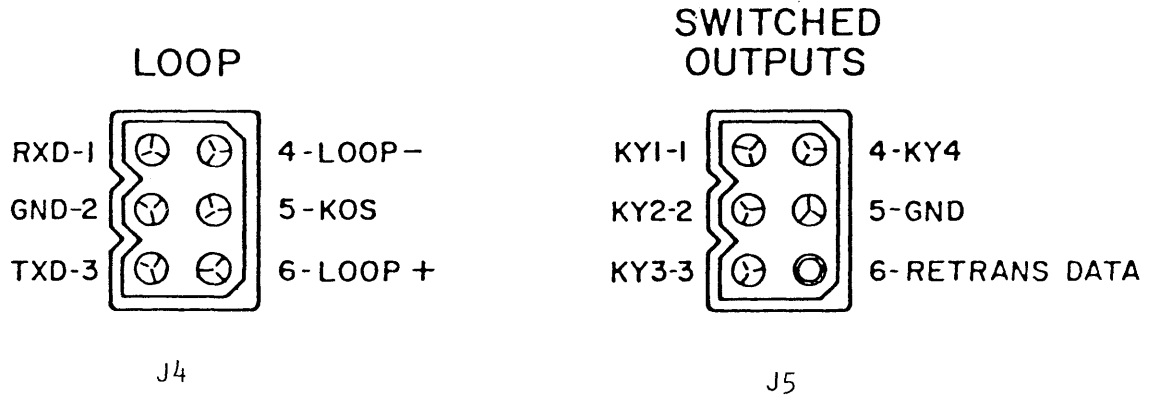 LOOP
RXD-1
GND-2
TXD-3
4-LOOP-
5-KOS
6-LOOP+
J4
SWITCHED
OUTPUTS
KY1-1
KY2-2
KY3-3
4-KY4
5-GND
6-RETRANS DATA
J5